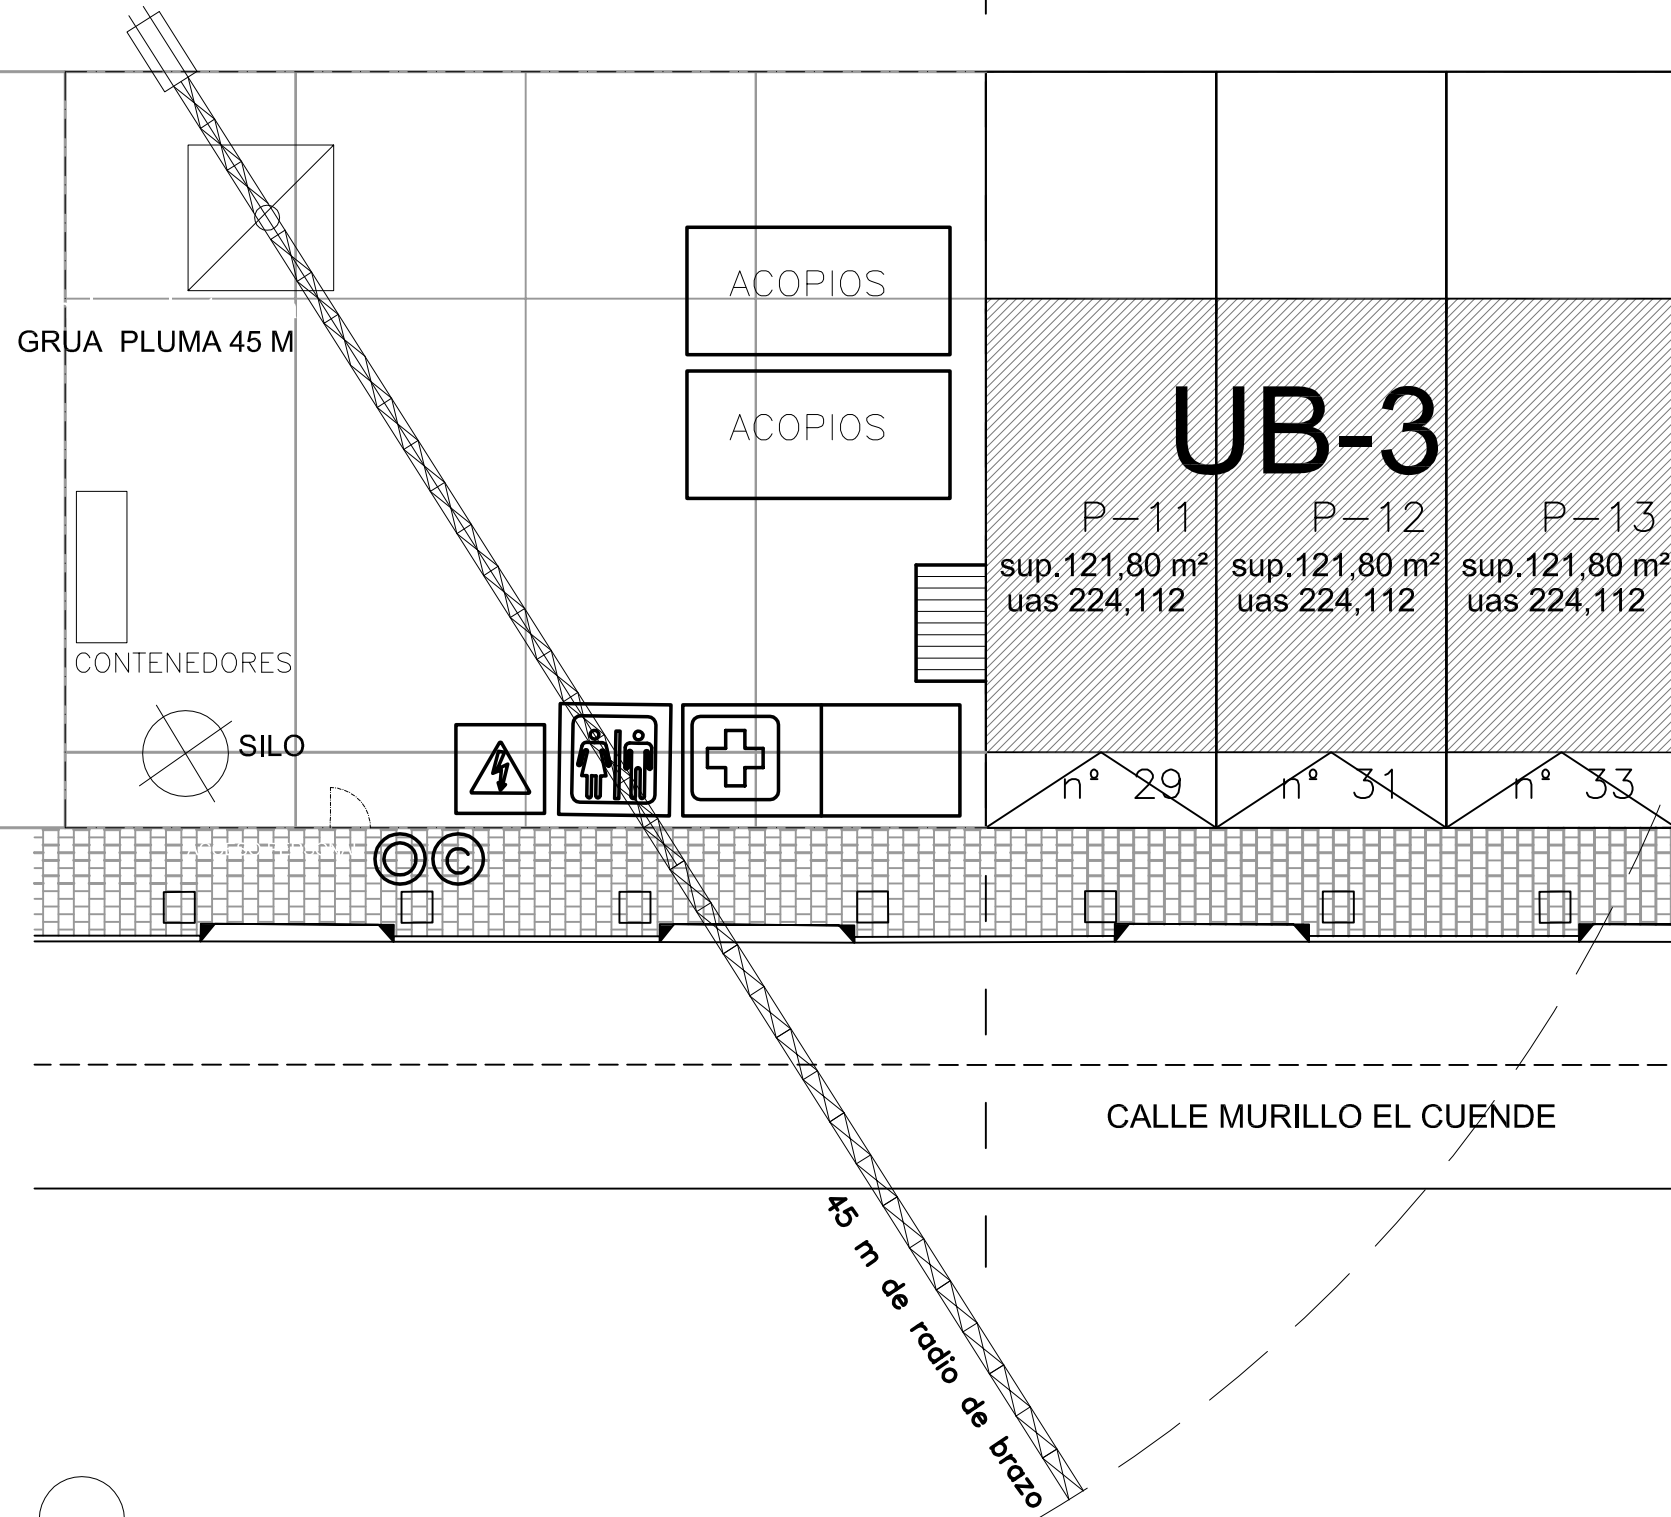 ACOPIOS
GRUA PLUMA 45 M
ACOPIOS
UB-3
P-11
sup.121,80 m²
uas 224,112
P-12
sup.121,80 m²
uas 224,112
P-13
sup.121,80 m²
uas 224,112
CONTENEDORES
SILO
nº 29
nº 31
nº 33
ACCESO PERSONAL
C
CALLE MURILLO EL CUENDE
45 m de radio de brazo